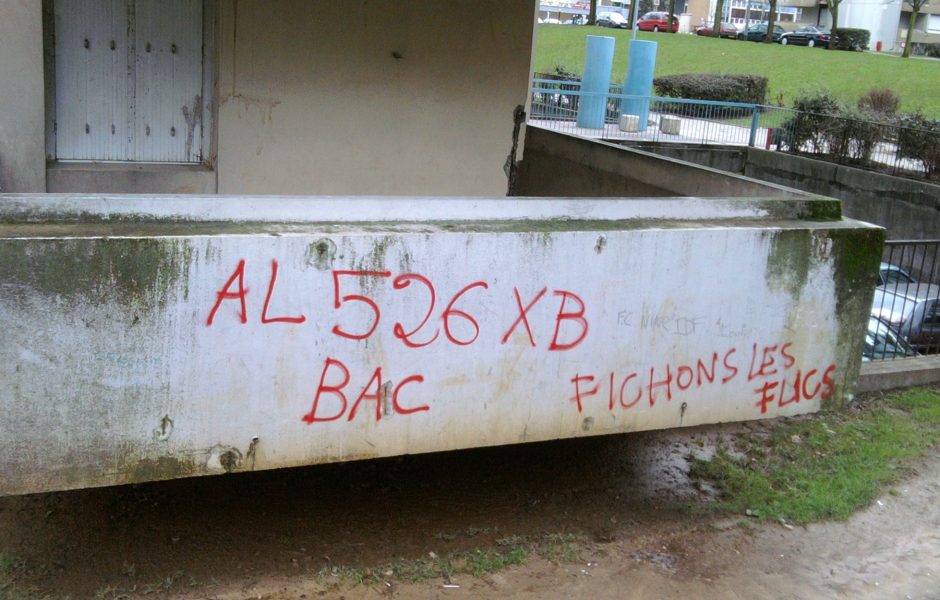 AL 526 XB
BAC
FICHONS LES
FLICS